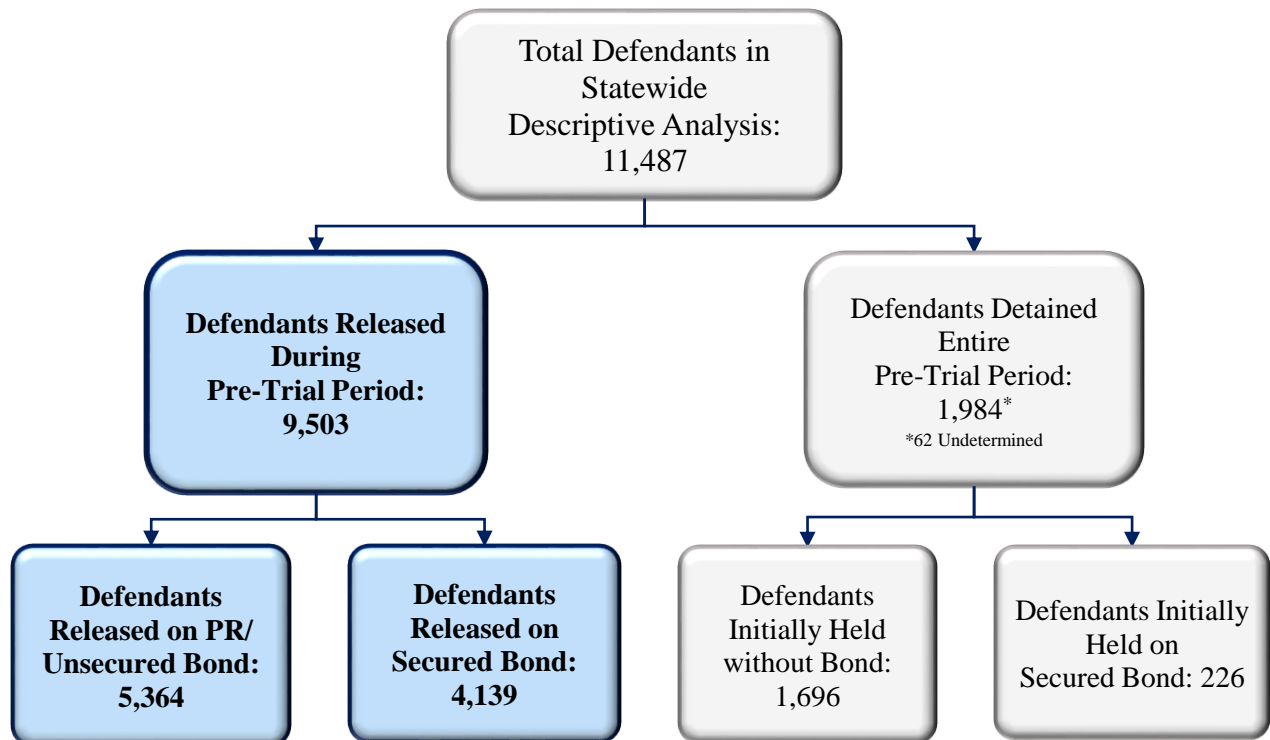 Total Defendants in
Statewide
Descriptive Analysis:
11,487
Defendants Released
During
Pre-Trial Period:
9,503
Defendants Detained
Entire
Pre-Trial Period:
1,984*
*62 Undetermined
Defendants
Released on PR/
Unsecured Bond:
5,364
Defendants
Released on
Secured Bond:
4,139
Defendants
Initially Held
without Bond:
1,696
Defendants Initially
Held on
Secured Bond: 226